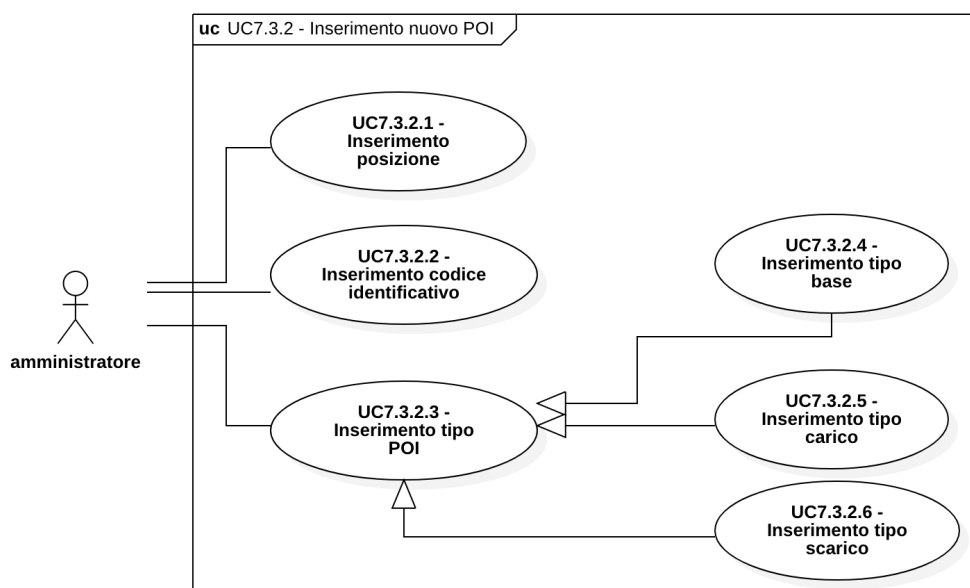 uc UC7.3.2 - Inserimento nuovo POI
UC7.3.2.1 -
Inserimento
posizione
UC7.3.2.2 -
Inserimento codice
identificativo
UC7.3.2.4 -
Inserimento tipo
base
amministratore
UC7.3.2.3 -
Inserimento tipo
POI
UC7.3.2.5 -
Inserimento tipo
carico
UC7.3.2.6 -
Inserimento tipo
scarico